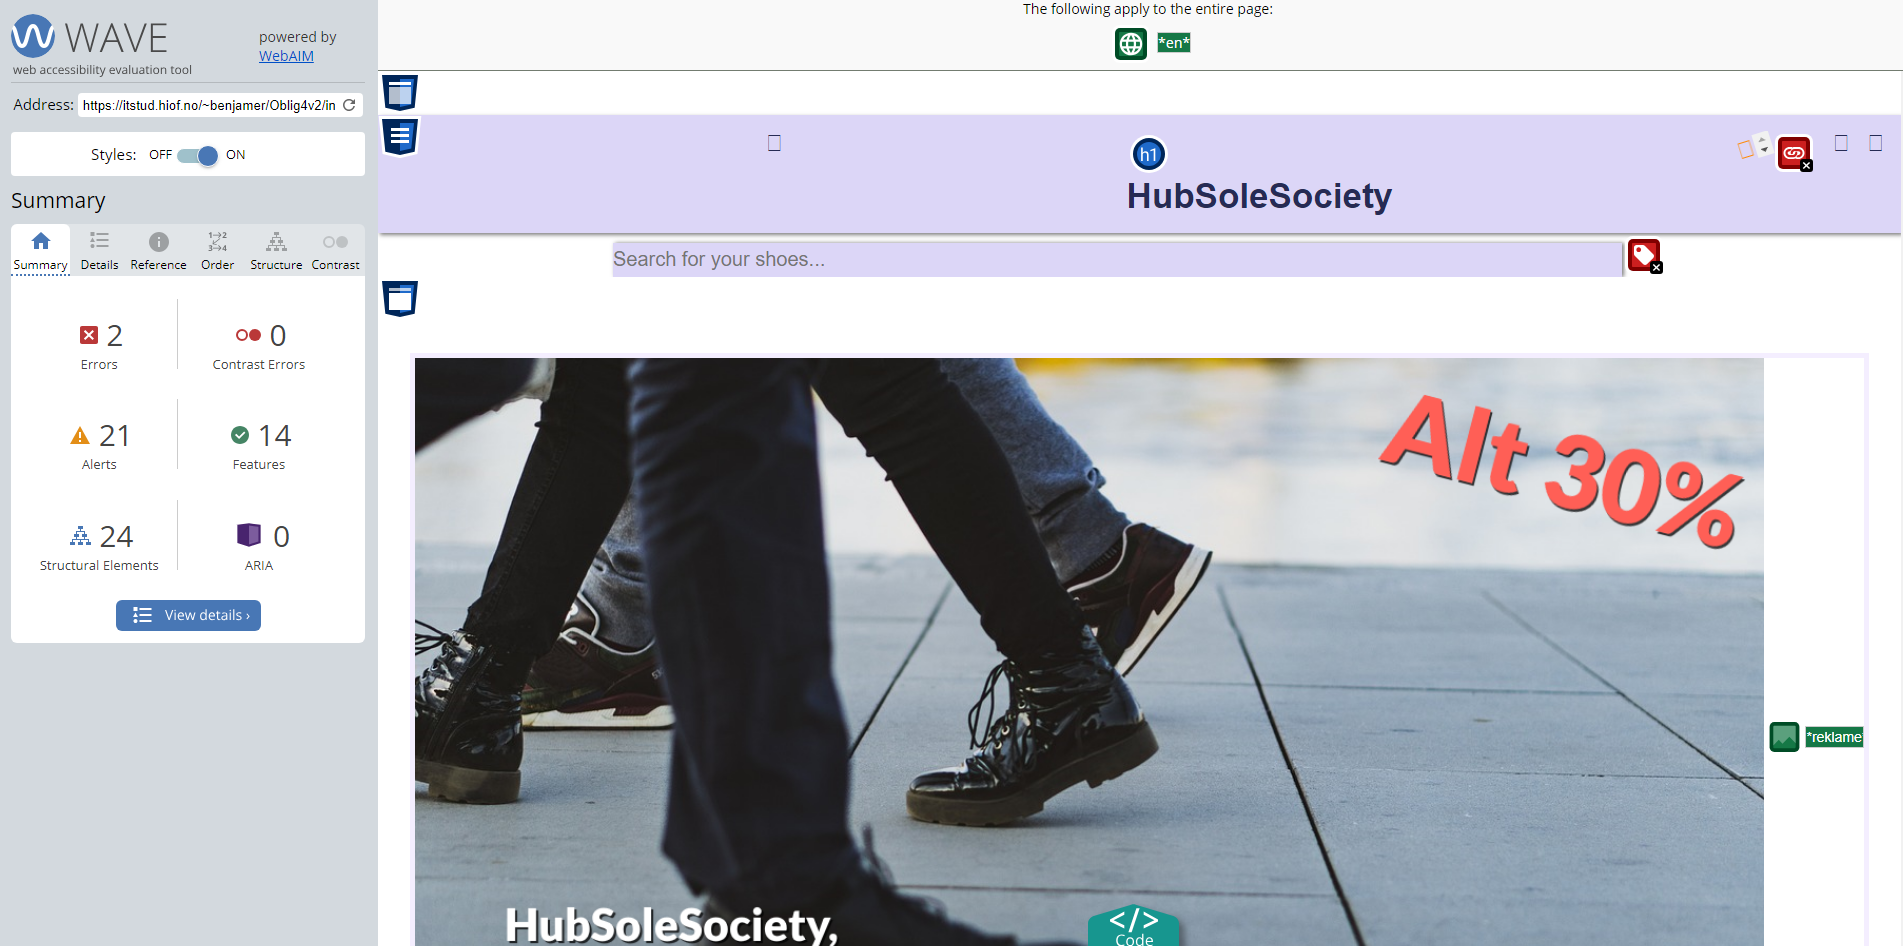 WAVE
powered by
WebAIM
web accessibility evaluation tool
Address: https://itstud.hiof.no/~benjamer/Oblig4v2/in
Styles: OFF ON
Summary
Summary Details Reference Order Structure Contrast
2
Errors
0
Contrast Errors
21
Alerts
14
Features
24
Structural Elements
0
ARIA
View details ›
The following apply to the entire page:
*en*
h1
HubSoleSociety
Search for your shoes...
Alt 30%
*reklame*
HubSoleSociety,
</> 
Code